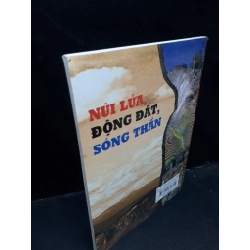 NÚI LỬA,
ĐỘNG ĐẤT,
SÓNG THẦN